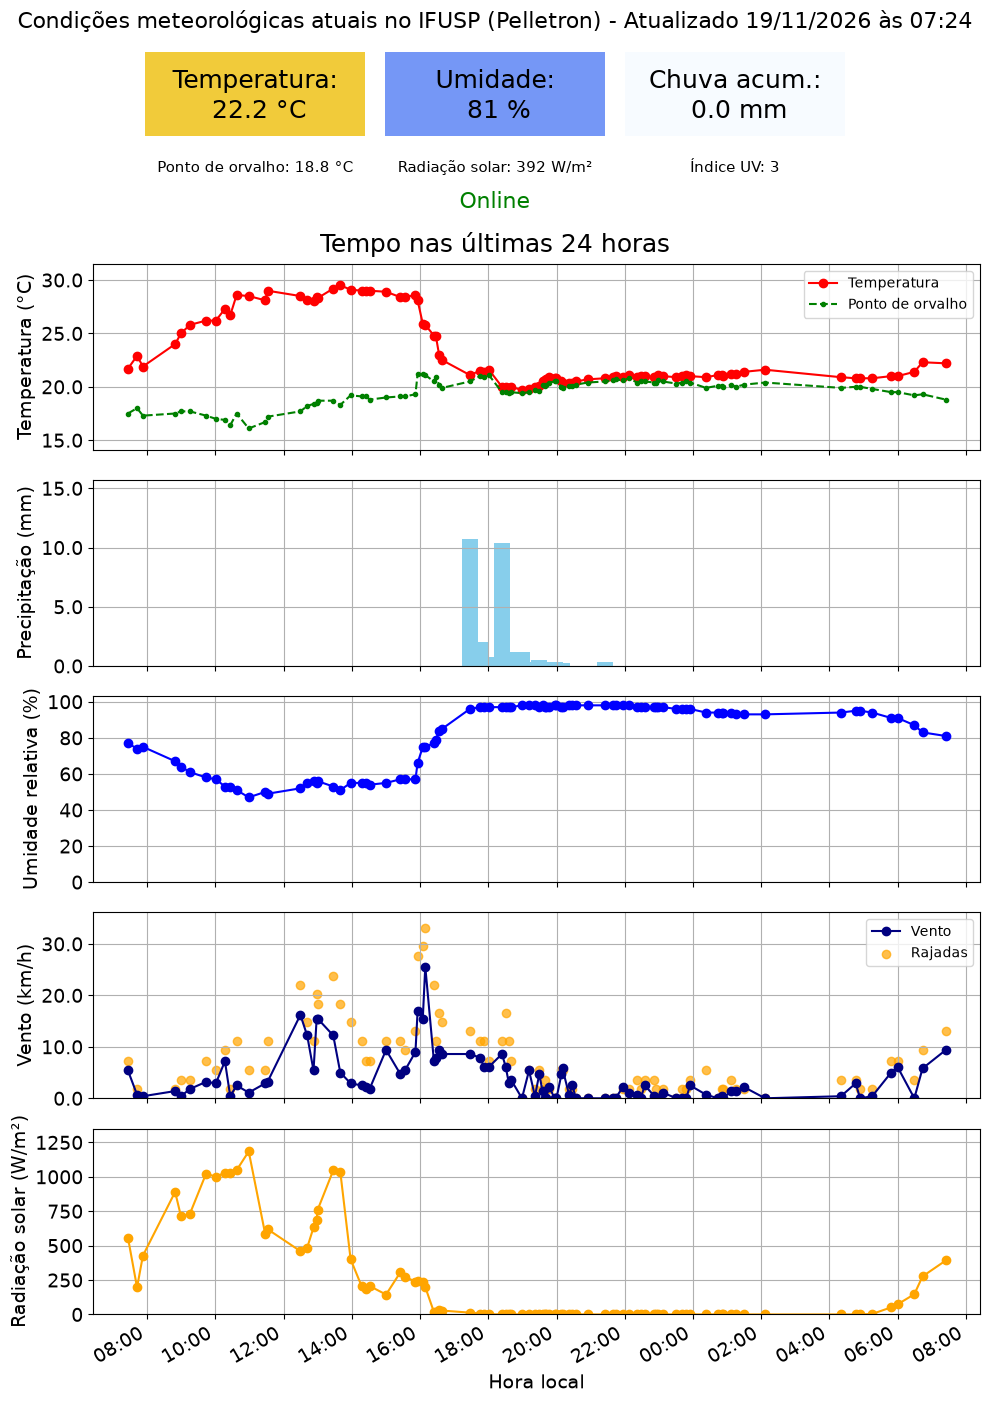 Condições meteorológicas atuais no IFUSP (Pelletron) - Atualizado 19/11/2026 às 07:24
Temperatura:
22.2 °C
Umidade:
81 %
Chuva acum.:
0.0 mm
Ponto de orvalho: 18.8 °C
Radiação solar: 392 W/m²
Índice UV: 3
Online
Tempo nas últimas 24 horas
Temperatura (°C)
30.0
25.0
20.0
15.0
Temperatura
Ponto de orvalho
Precipitação (mm)
15.0
10.0
5.0
0.0
Umidade relativa (%)
100
80
60
40
20
0
Vento (km/h)
30.0
20.0
10.0
0.0
Vento
Rajadas
Radiação solar (W/m²)
1250
1000
750
500
250
0
08:00
10:00
12:00
14:00
16:00
18:00
20:00
22:00
00:00
02:00
04:00
06:00
08:00
Hora local